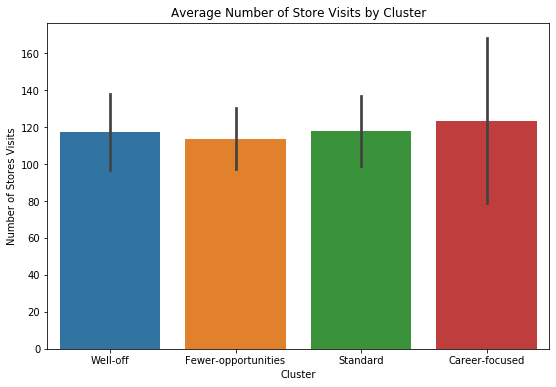 Average Number of Store Visits by Cluster
Number of Stores Visits
160
140
120
100
80
60
40
20
0
Well-off
Fewer-opportunities
Standard
Career-focused
Cluster